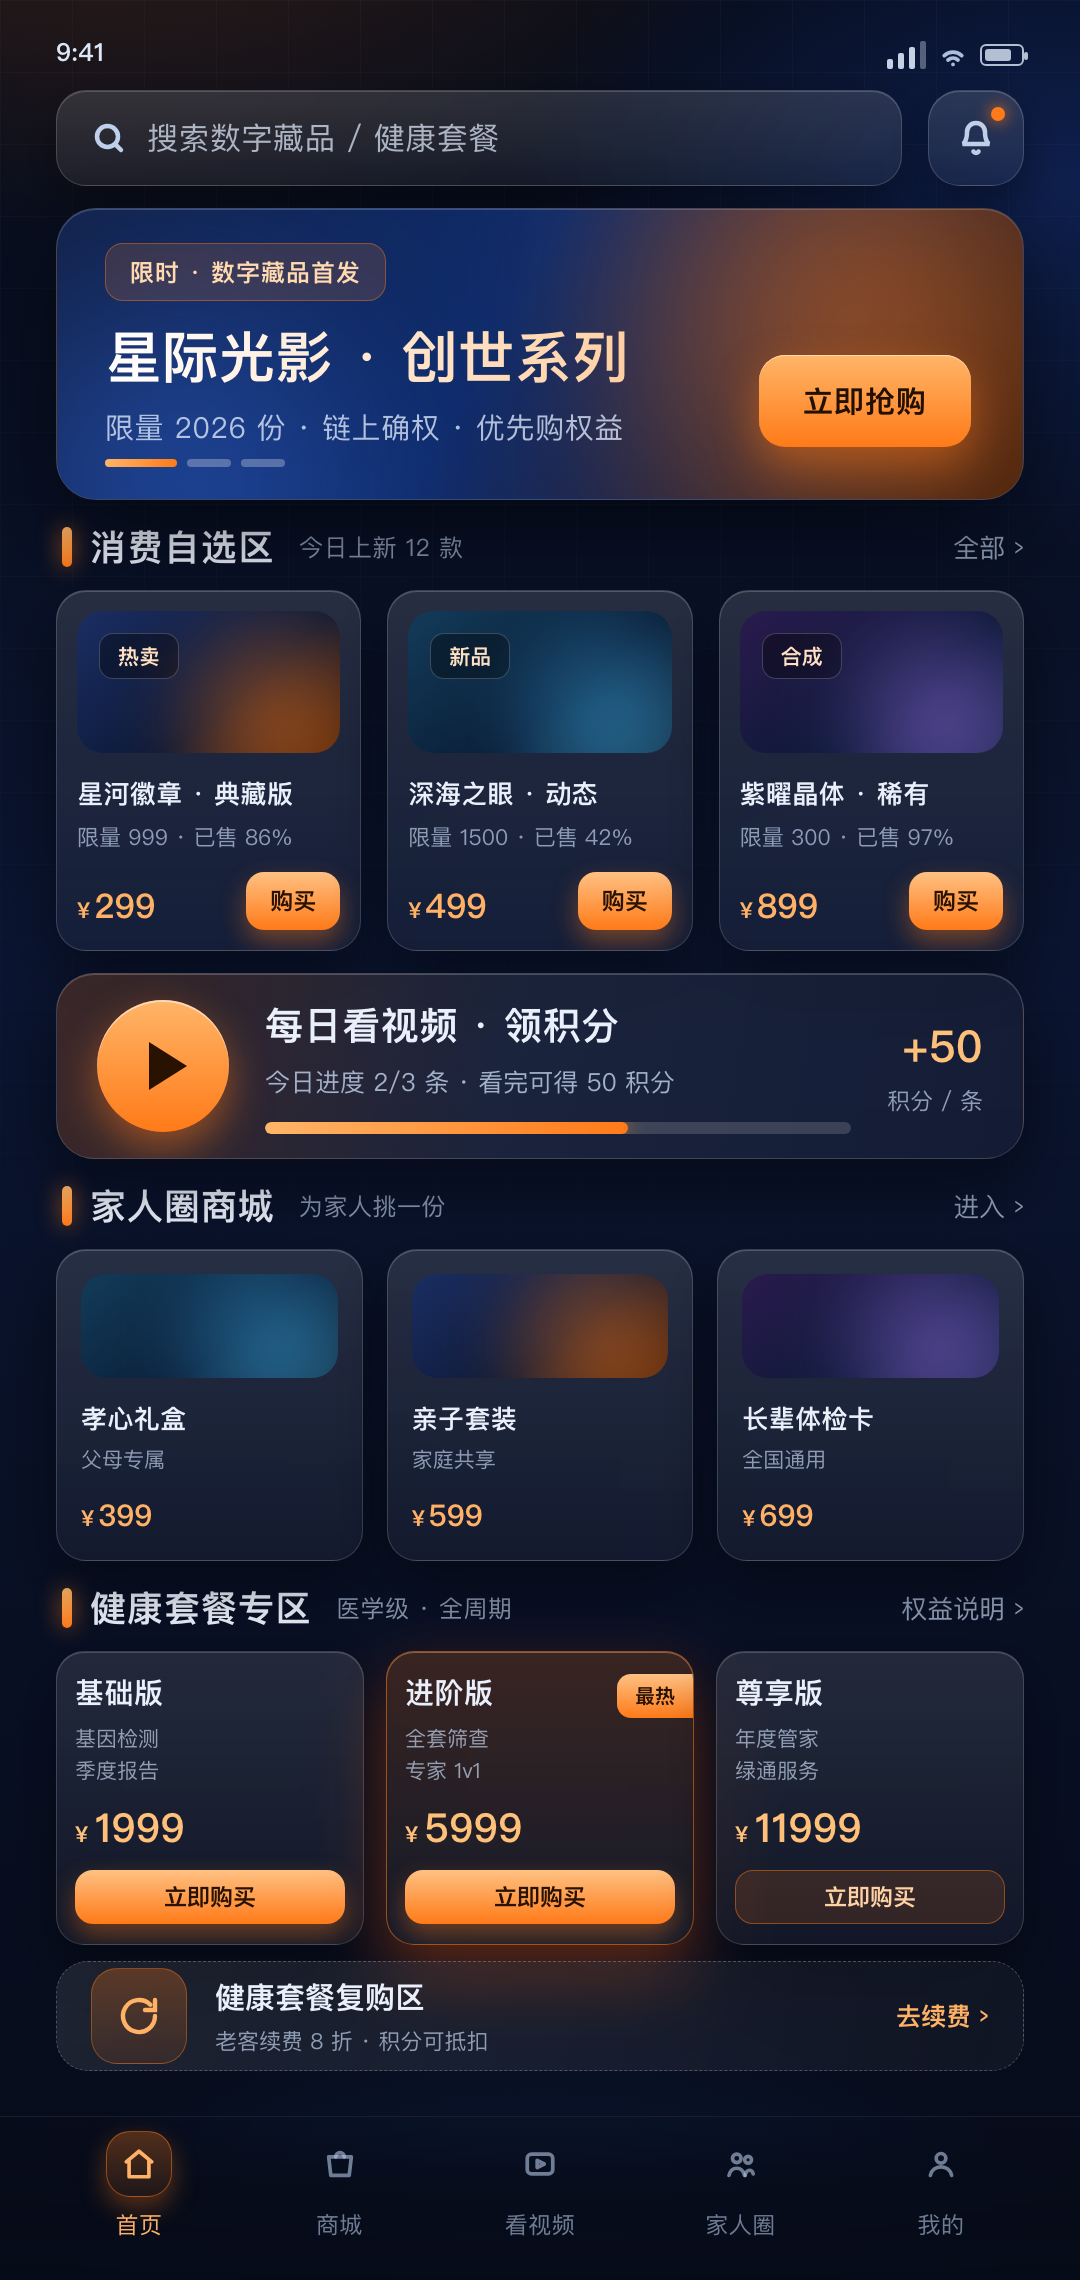 9:41
搜索数字藏品 / 健康套餐
限时 · 数字藏品首发
星际光影 · 创世系列
限量 2026 份 · 链上确权 · 优先购权益
立即抢购
消费自选区 今日上新 12 款 全部 ›
热卖
星河徽章 · 典藏版
限量 999 · 已售 86%
¥299 购买
新品
深海之眼 · 动态
限量 1500 · 已售 42%
¥499 购买
合成
紫曜晶体 · 稀有
限量 300 · 已售 97%
¥899 购买
每日看视频 · 领积分
今日进度 2/3 条 · 看完可得 50 积分
+50
积分 / 条
家人圈商城 为家人挑一份 进入 ›
孝心礼盒
父母专属
¥399
亲子套装
家庭共享
¥599
长辈体检卡
全国通用
¥699
健康套餐专区 医学级 · 全周期 权益说明 ›
基础版
基因检测
季度报告
¥1999
立即购买
进阶版
最热
全套筛查
专家 1v1
¥5999
立即购买
尊享版
年度管家
绿通服务
¥11999
立即购买
健康套餐复购区
老客续费 8 折 · 积分可抵扣
去续费 ›
首页
商城
看视频
家人圈
我的